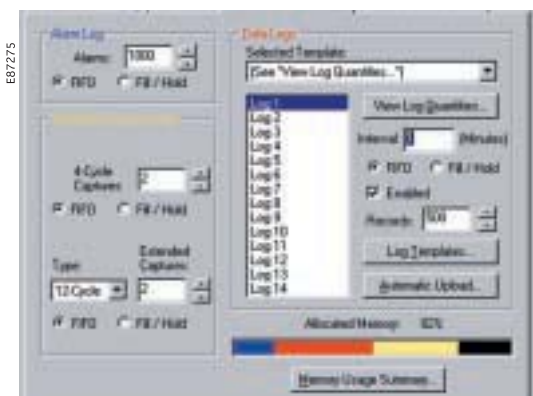 E87275
Alarm Log
Alarms: 1000
FIFO Fill / Hold
4-Cycle Captures: 2
FIFO Fill / Hold
Type: Extended Captures:
12-Cycle 2
FIFO Fill / Hold
Data Logs
Selected Template:
(See "View Log Quantities...")
Log 1
Log 2
Log 3
Log 4
Log 5
Log 6
Log 7
Log 8
Log 9
Log 10
Log 11
Log 12
Log 13
Log 14
View Log Quantities...
Interval: (Minutes)
FIFO Fill / Hold
Enabled
Records: 500
Log Templates...
Automatic Upload...
Allocated Memory: 82%
Memory Usage Summary...